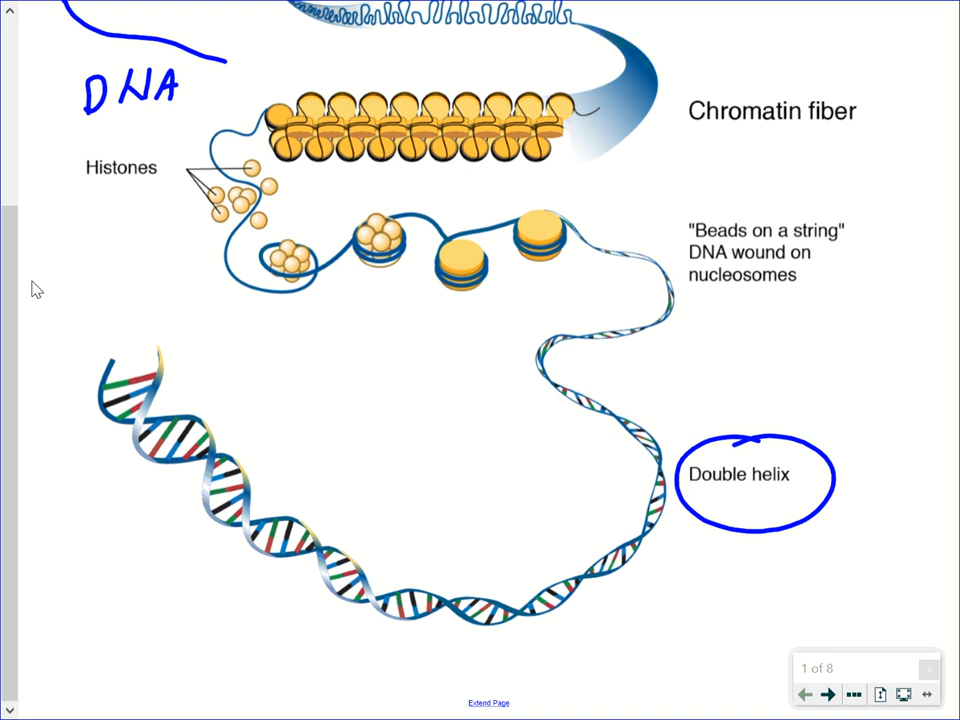 DNA
Chromatin fiber
Histones
"Beads on a string"
DNA wound on
nucleosomes
Double helix
1 of 8
Extend Page